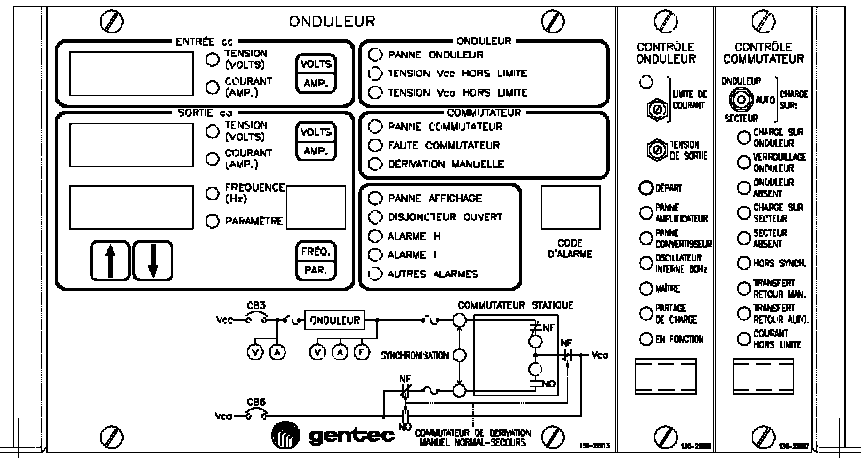 ONDULEUR
ENTRÉE cc
TENSION
(VOLTS)
COURANT
(AMP.)
VOLTS
AMP.
ONDULEUR
PANNE ONDULEUR
TENSION Vcc HORS LIMITE
TENSION Vca HORS LIMITE
SORTIE ca
TENSION
(VOLTS)
COURANT
(AMP.)
VOLTS
AMP.
FREQUENCE
(Hz)
PARAMÈTRE
FRÉQ.
PAR.
COMMUTATEUR
PANNE COMMUTATEUR
FAUTE COMMUTATEUR
DÉRIVATION MANUELLE
PANNE AFFICHAGE
DISJONCTEUR OUVERT
ALARME H
ALARME I
AUTRES ALARMES
CODE
D'ALARME
Vcc
CB3
ONDULEUR
V
A
V
A
F
COMMUTATEUR STATIQUE
SYNCHRONISATION
NF
NO
NF
Vca
NF
NO
Vca
CB6
gentec
COMMUTATEUR DE DÉRIVATION
MANUEL NORMAL-SECOURS
CONTRÔLE
ONDULEUR
LIMITE DE
COURANT
TENSION
DE SORTIE
DÉPART
PANNE
AMPLIFICATEUR
PANNE
CONVERTISSEUR
OSCILLATEUR
INTERNE 60Hz
MAÎTRE
PARTAGE
DE CHARGE
EN FONCTION
CONTRÔLE
COMMUTATEUR
ONDULEUR
AUTO
SECTEUR
CHARGE
SUR:
CHARGE SUR
ONDULEUR
VERROUILLAGE
ONDULEUR
ONDULEUR
ABSENT
CHARGE SUR
SECTEUR
SECTEUR
ABSENT
HORS SYNCH.
TRANSFERT
RETOUR MAN.
TRANSFERT
RETOUR AUTO.
COURANT
HORS LIMITE